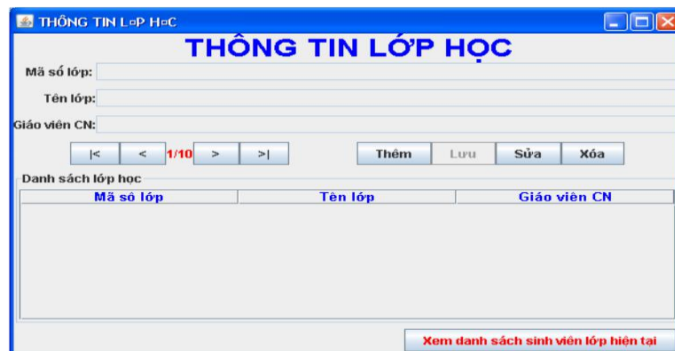 THÔNG TIN L¤P H¤C
THÔNG TIN LỚP HỌC
Mã số lớp:
Tên lớp:
Giáo viên CN:
|< < 1/10 > >| Thêm Lưu Sửa Xóa
Danh sách lớp học
Mã số lớp Tên lớp Giáo viên CN
Xem danh sách sinh viên lớp hiện tại